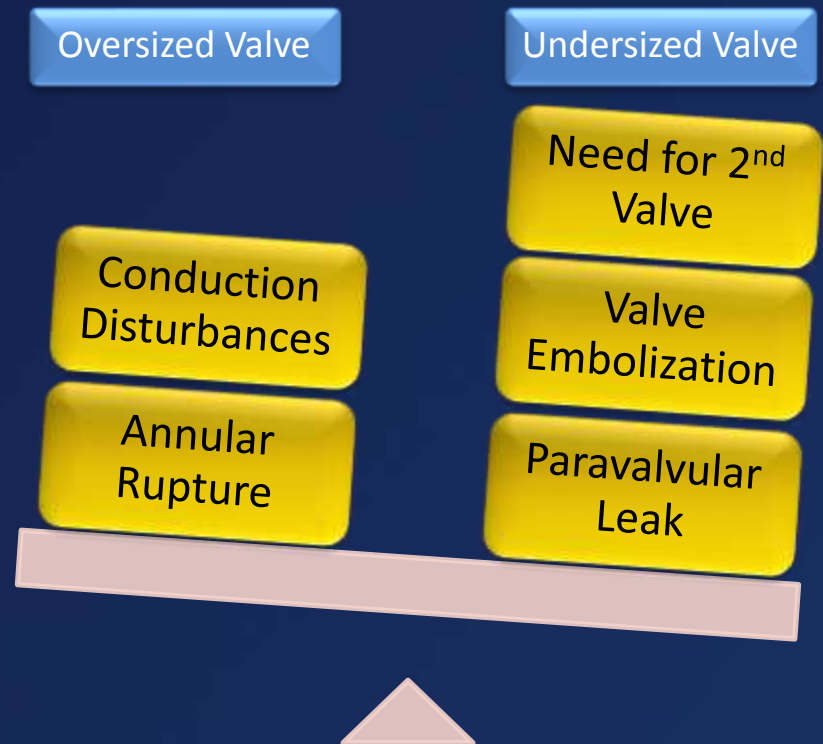 Oversized Valve
Undersized Valve
Need for 2nd
Valve
Conduction
Disturbances
Valve
Embolization
Annular
Rupture
Paravalvular
Leak